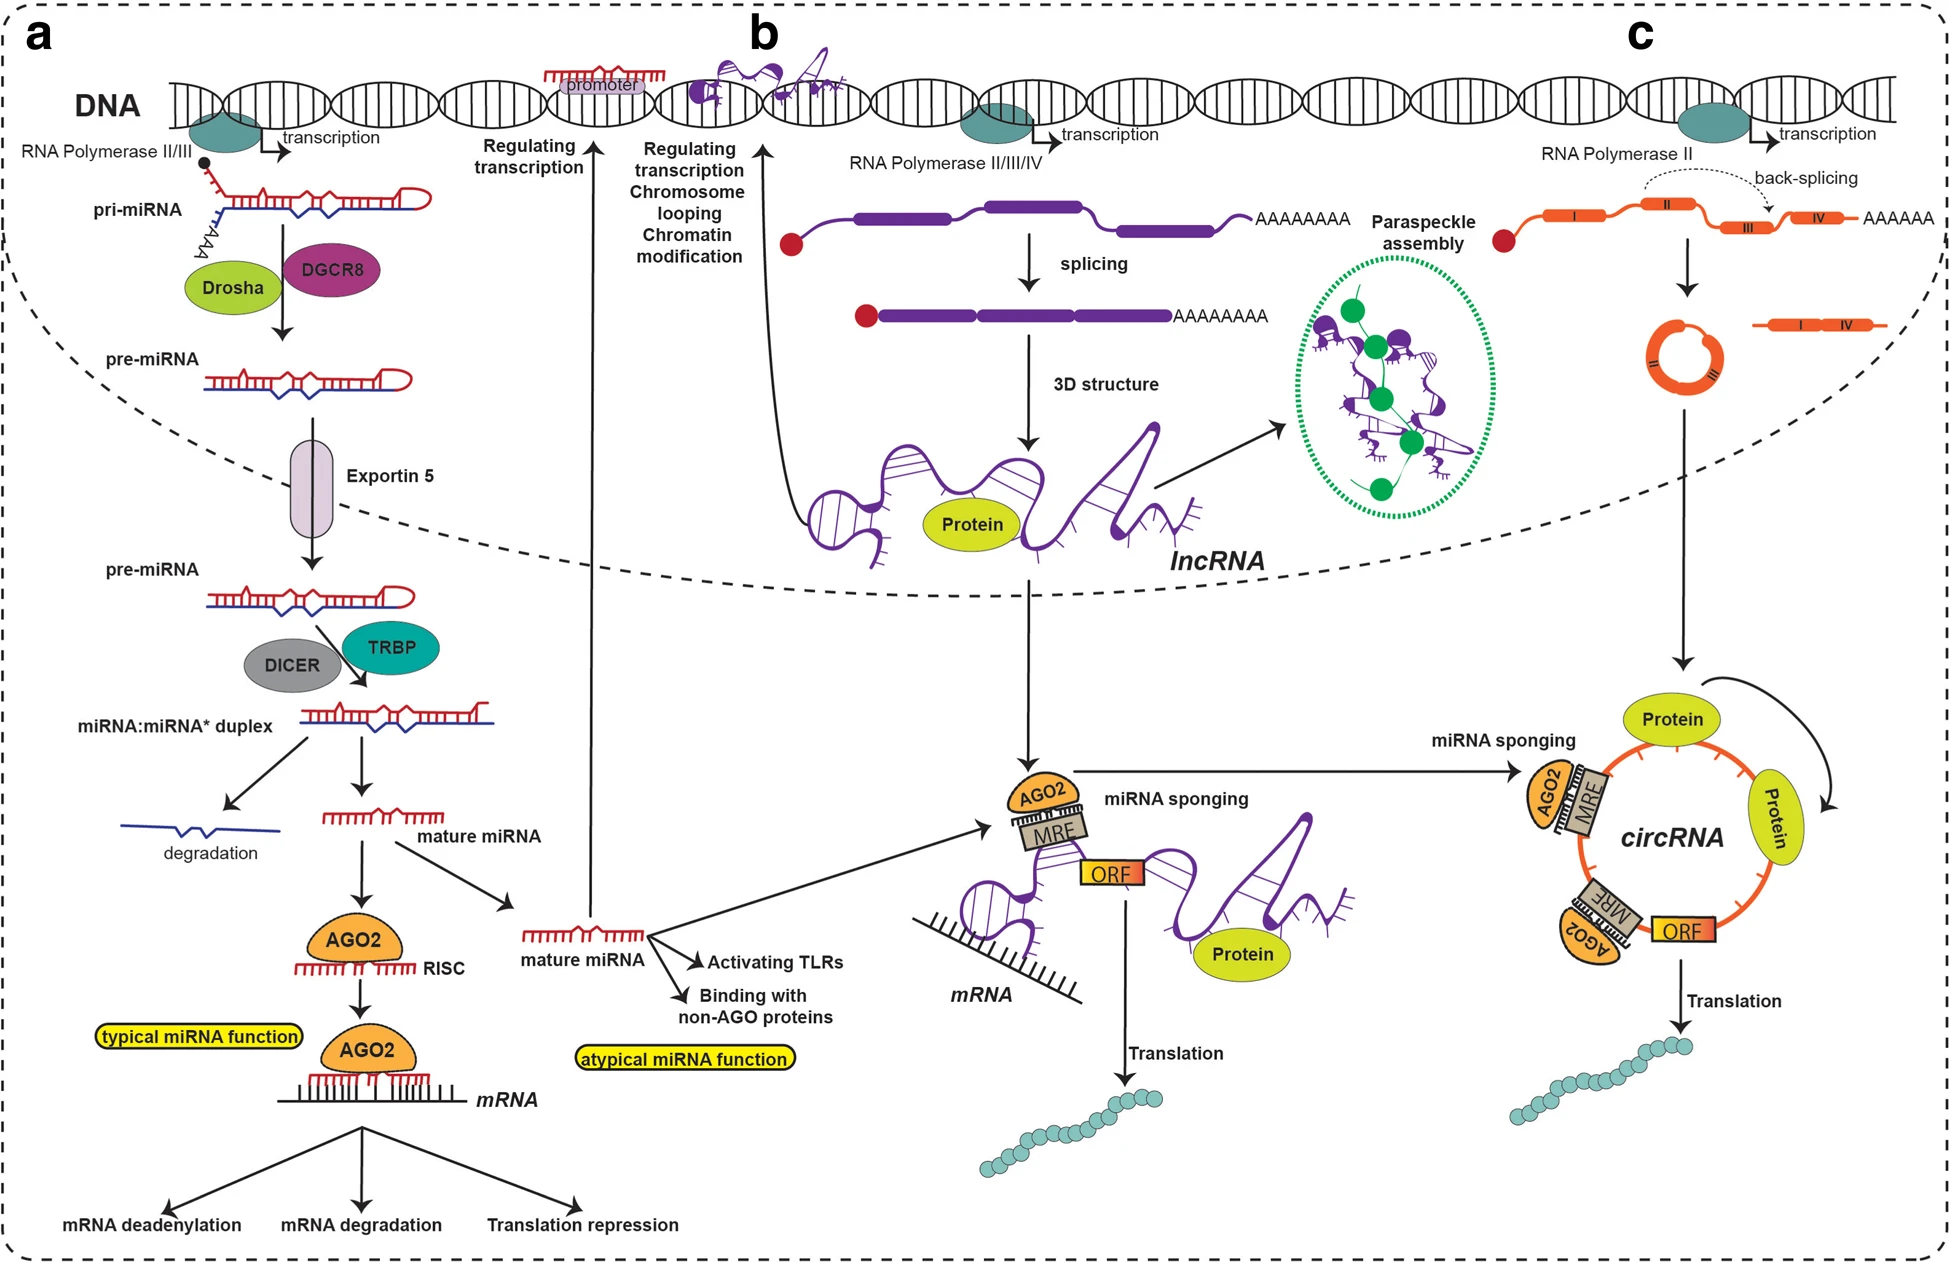 a
b
c
DNA
promoter
RNA Polymerase II/III
transcription
pri-miRNA
AAA
Drosha
DGCR8
pre-miRNA
Exportin 5
pre-miRNA
DICER
TRBP
miRNA:miRNA* duplex
degradation
mature miRNA
AGO2
RISC
typical miRNA function
AGO2
mRNA
mRNA deadenylation
mRNA degradation
Translation repression
Regulating
transcription
mature miRNA
Activating TLRs
Binding with
non-AGO proteins
atypical miRNA function
Regulating
transcription
Chromosome
looping
Chromatin
modification
RNA Polymerase II/III/IV
transcription
AAAAAAAA
splicing
AAAAAAAA
3D structure
Protein
lncRNA
Paraspeckle
assembly
AGO2
MRE
miRNA sponging
ORF
Protein
mRNA
Translation
RNA Polymerase II
transcription
back-splicing
I
II
III
IV
AAAAAA
I
IV
II
III
miRNA sponging
Protein
Protein
AGO2
MRE
circRNA
MRE
AGO2
ORF
Translation